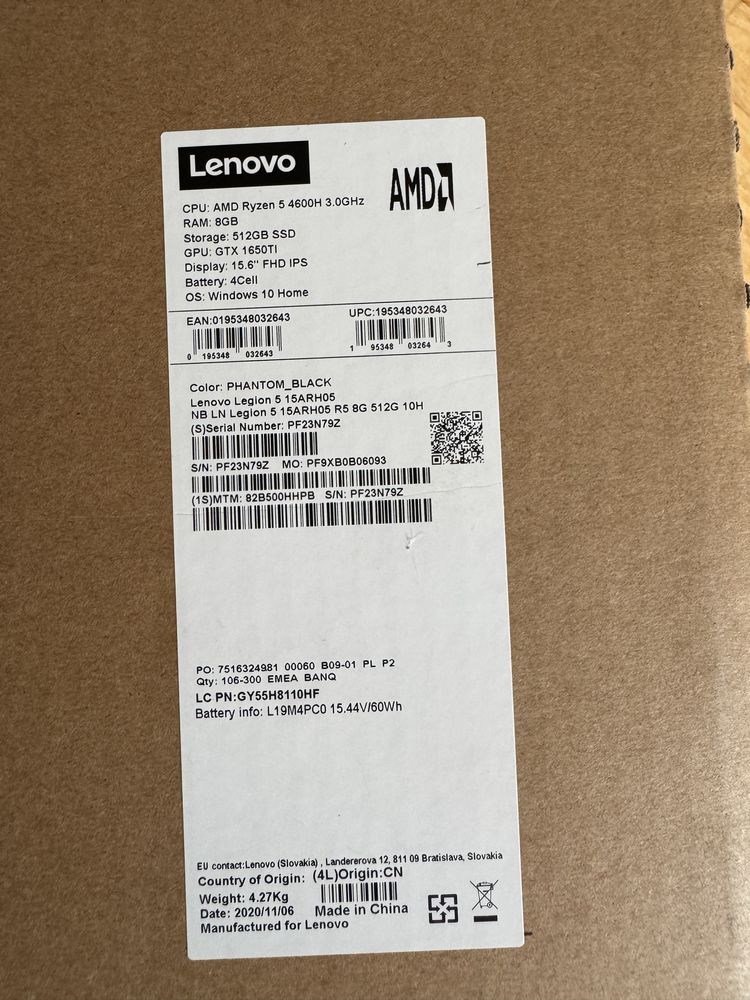 Lenovo
AMD
CPU: AMD Ryzen 5 4600H 3.0GHz
RAM: 8GB
Storage: 512GB SSD
GPU: GTX 1650TI
Display: 15.6" FHD IPS
Battery: 4Cell
OS: Windows 10 Home
EAN:0195348032643 UPC:195348032643
0 195348 032643 1 95348 03264 3
Color: PHANTOM_BLACK
Lenovo Legion 5 15ARH05
NB LN Legion 5 15ARH05 R5 8G 512G 10H
(S)Serial Number: PF23N79Z
S/N: PF23N79Z MO: PF9XB0B06093
(1S)MTM: 82B500HHPB S/N: PF23N79Z
PO: 7516324981 00060 B09-01 PL P2
Qty: 106-300 EMEA BANQ
LC PN:GY55H8110HF
Battery info: L19M4PC0 15.44V/60Wh
EU contact:Lenovo (Slovakia) , Landererova 12, 811 09 Bratislava, Slovakia
Country of Origin: (4L)Origin:CN
Weight: 4.27Kg
Date: 2020/11/06 Made in China
Manufactured for Lenovo